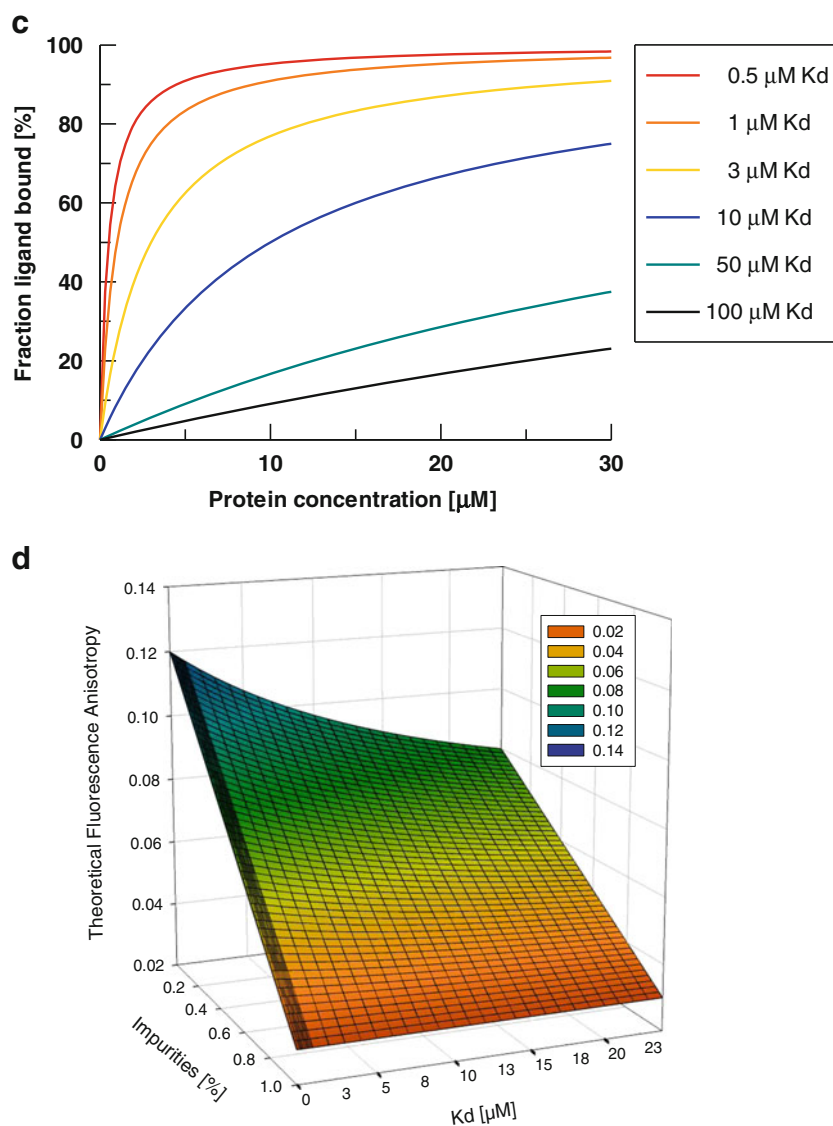 c
Fraction ligand bound [%]
100
80
60
40
20
0
0 10 20 30
Protein concentration [µM]
0.5 µM Kd
1 µM Kd
3 µM Kd
10 µM Kd
50 µM Kd
100 µM Kd
d
Theoretical Fluorescence Anisotropy
0.14
0.12
0.10
0.08
0.06
0.04
0.02
0.02
0.04
0.06
0.08
0.10
0.12
0.14
0.2
0.4
0.6
0.8
1.0
Impurities [%]
0 3 5 8 10 13 15 18 20 23
Kd [µM]